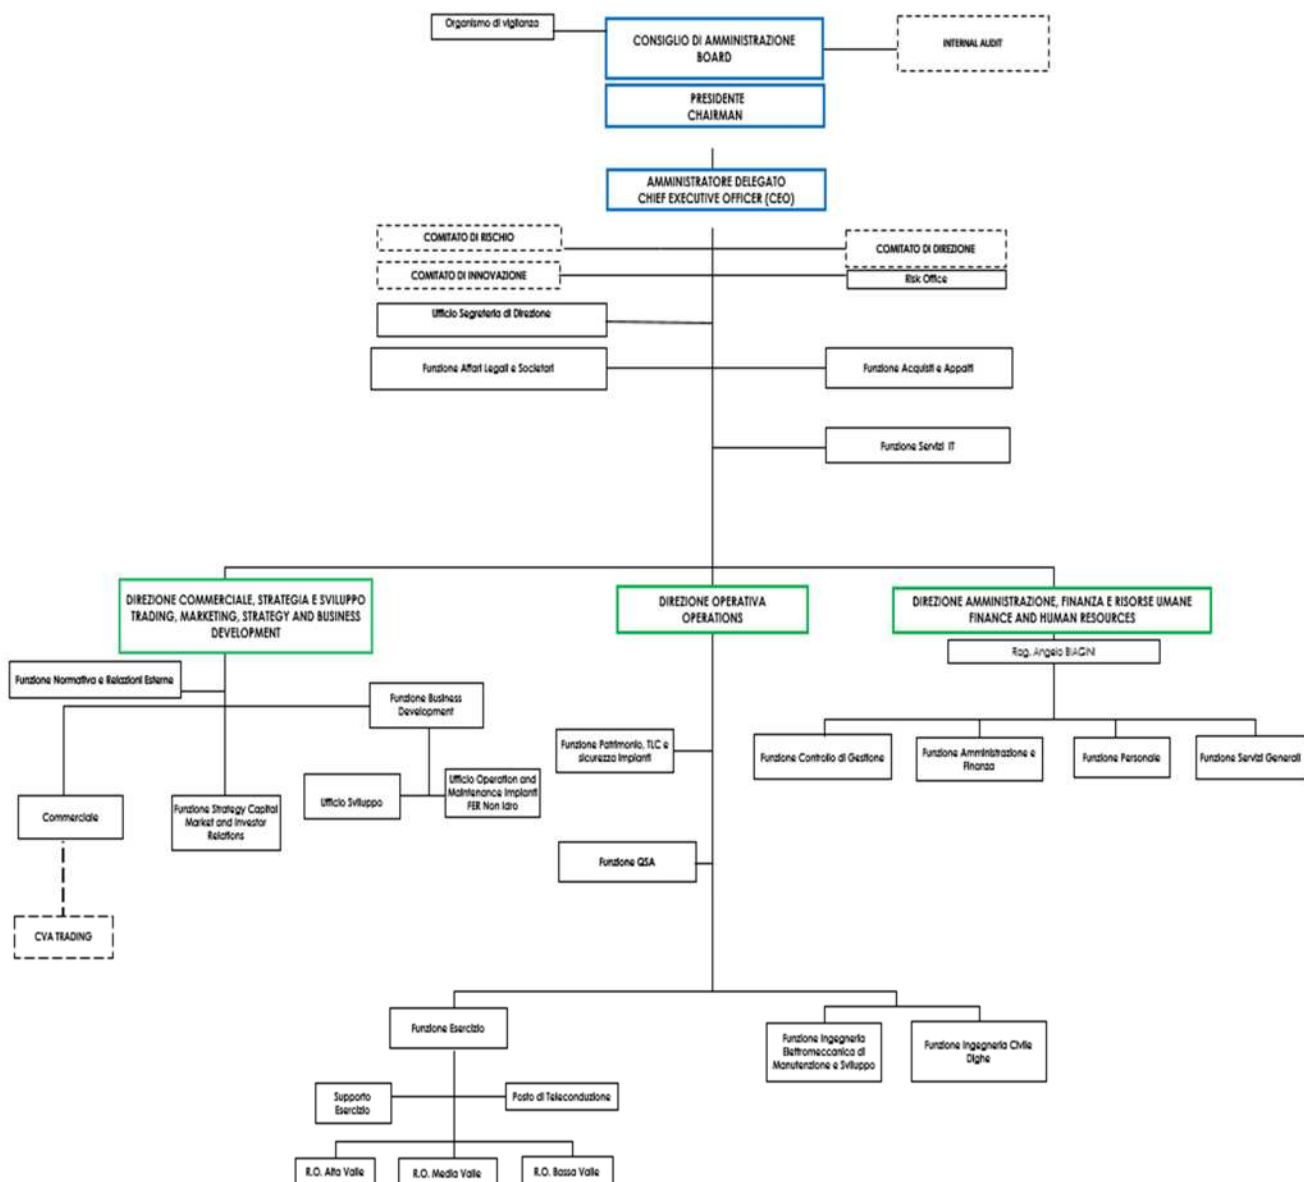 Organismo di vigilanza
CONSIGLIO DI AMMINISTRAZIONE
BOARD
INTERNAL AUDIT
PRESIDENTE
CHAIRMAN
AMMINISTRATORE DELEGATO
CHIEF EXECUTIVE OFFICER (CEO)
COMITATO DI RISCHIO
COMITATO DI DIREZIONE
COMITATO DI INNOVAZIONE
Risk Office
Ufficio Segreteria di Direzione
Funzione Affari Legali e Societari
Funzione Acquisti e Appalti
Funzione Servizi IT
DIREZIONE COMMERCIALE, STRATEGIA E SVILUPPO
TRADING, MARKETING, STRATEGY AND BUSINESS
DEVELOPMENT
DIREZIONE OPERATIVA
OPERATIONS
DIREZIONE AMMINISTRAZIONE, FINANZA E RISORSE UMANE
FINANCE AND HUMAN RESOURCES
Rag. Angelo BIAGINI
Funzione Normativa e Relazioni Esterne
Funzione Business
Development
Funzione Patrimonio, TLC e
sicurezza Impianti
Funzione Controllo di Gestione
Funzione Amministrazione e
Finanza
Funzione Personale
Funzione Servizi Generali
Commerciale
Funzione Strategy Capital
Market and Investor
Relations
Ufficio Sviluppo
Ufficio Operation and
Maintenance Impianti
FER Non Idro
Funzione QSA
CVA TRADING
Funzione Esercizio
Funzione Ingegneria
Elettromeccanica di
Manutenzione e Sviluppo
Funzione Ingegneria Civile
Dighe
Supporto
Esercizio
Posto di Teleconduzione
R.O. Alta Valle
R.O. Media Valle
R.O. Bassa Valle